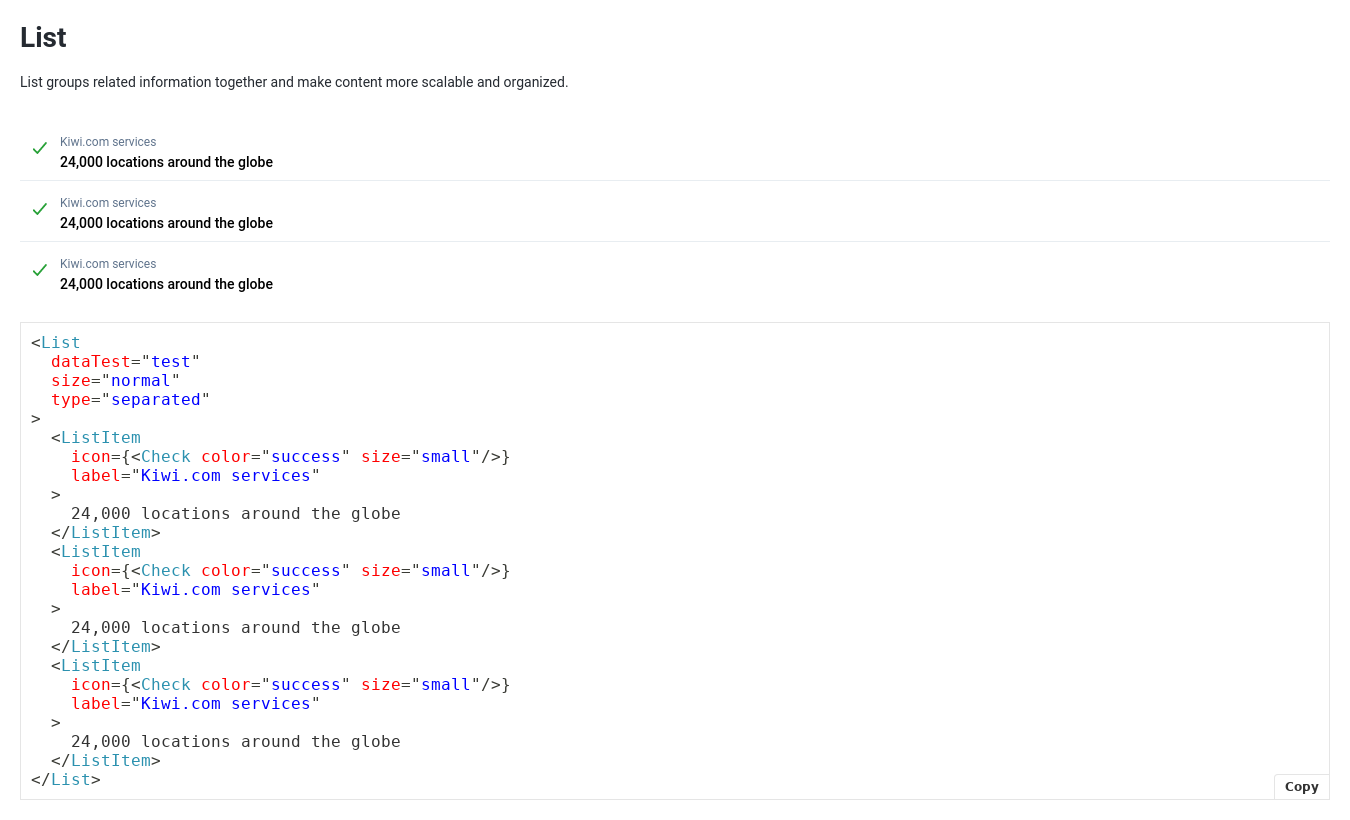 List
List groups related information together and make content more scalable and organized.
Kiwi.com services
24,000 locations around the globe
Kiwi.com services
24,000 locations around the globe
Kiwi.com services
24,000 locations around the globe
<List
  dataTest="test"
  size="normal"
  type="separated"
>
  <ListItem
    icon={<Check color="success" size="small"/>}
    label="Kiwi.com services"
  >
    24,000 locations around the globe
  </ListItem>
  <ListItem
    icon={<Check color="success" size="small"/>}
    label="Kiwi.com services"
  >
    24,000 locations around the globe
  </ListItem>
  <ListItem
    icon={<Check color="success" size="small"/>}
    label="Kiwi.com services"
  >
    24,000 locations around the globe
  </ListItem>
</List>
Copy